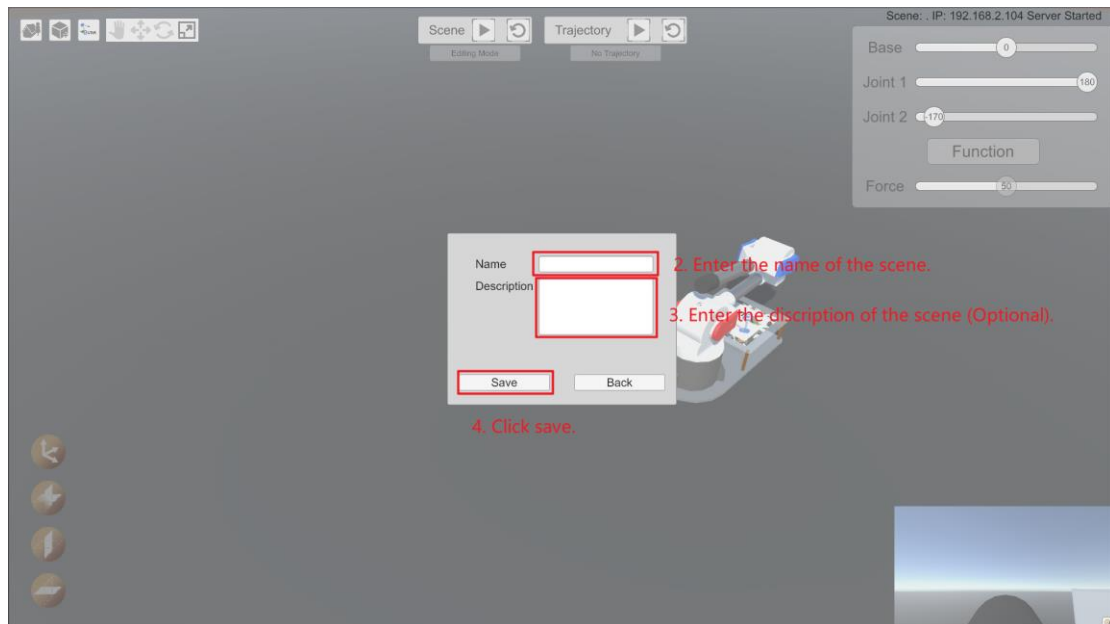 Scene: . IP: 192.168.2.104 Server Started
Scene
Trajectory
Editing Mode
No Trajectory
Base 0
Joint 1 180
Joint 2 -170
Function
Force 50
Name
2. Enter the name of the scene.
Description
3. Enter the discription of the scene (Optional).
Save
Back
4. Click save.